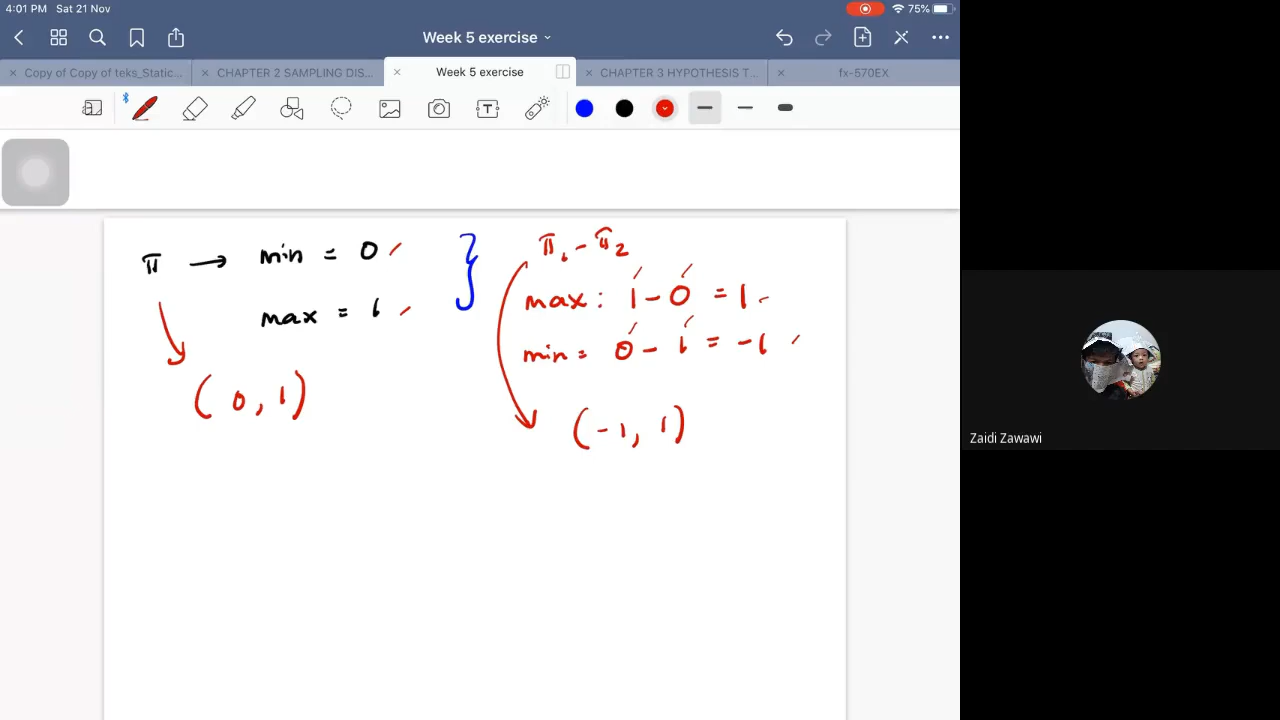 4:01 PM Sat 21 Nov
75%
Week 5 exercise
Copy of Copy of teks_Static...
CHAPTER 2 SAMPLING DIS...
Week 5 exercise
CHAPTER 3 HYPOTHESIS T...
fx-570EX
T
π → min = 0
max = 1
(0, 1)
π₁ - π₂
max: 1 - 0 = 1
min = 0 - 1 = -1
(-1, 1)
Zaidi Zawawi